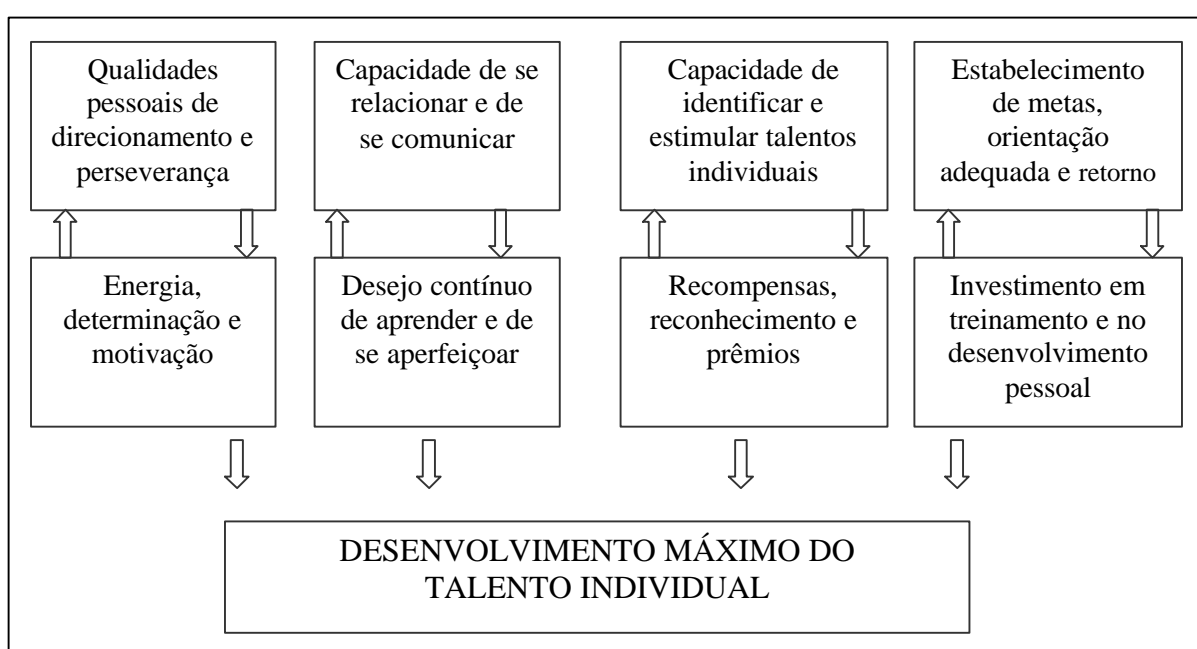 Qualidades
pessoais de
direcionamento e
perseverança
Capacidade de se
relacionar e de
se comunicar
Capacidade de
identificar e
estimular talentos
individuais
Estabelecimento
de metas,
orientação
adequada e retorno
Energia,
determinação e
motivação
Desejo contínuo
de aprender e de
se aperfeiçoar
Recompensas,
reconhecimento e
prêmios
Investimento em
treinamento e no
desenvolvimento
pessoal
DESENVOLVIMENTO MÁXIMO DO
TALENTO INDIVIDUAL